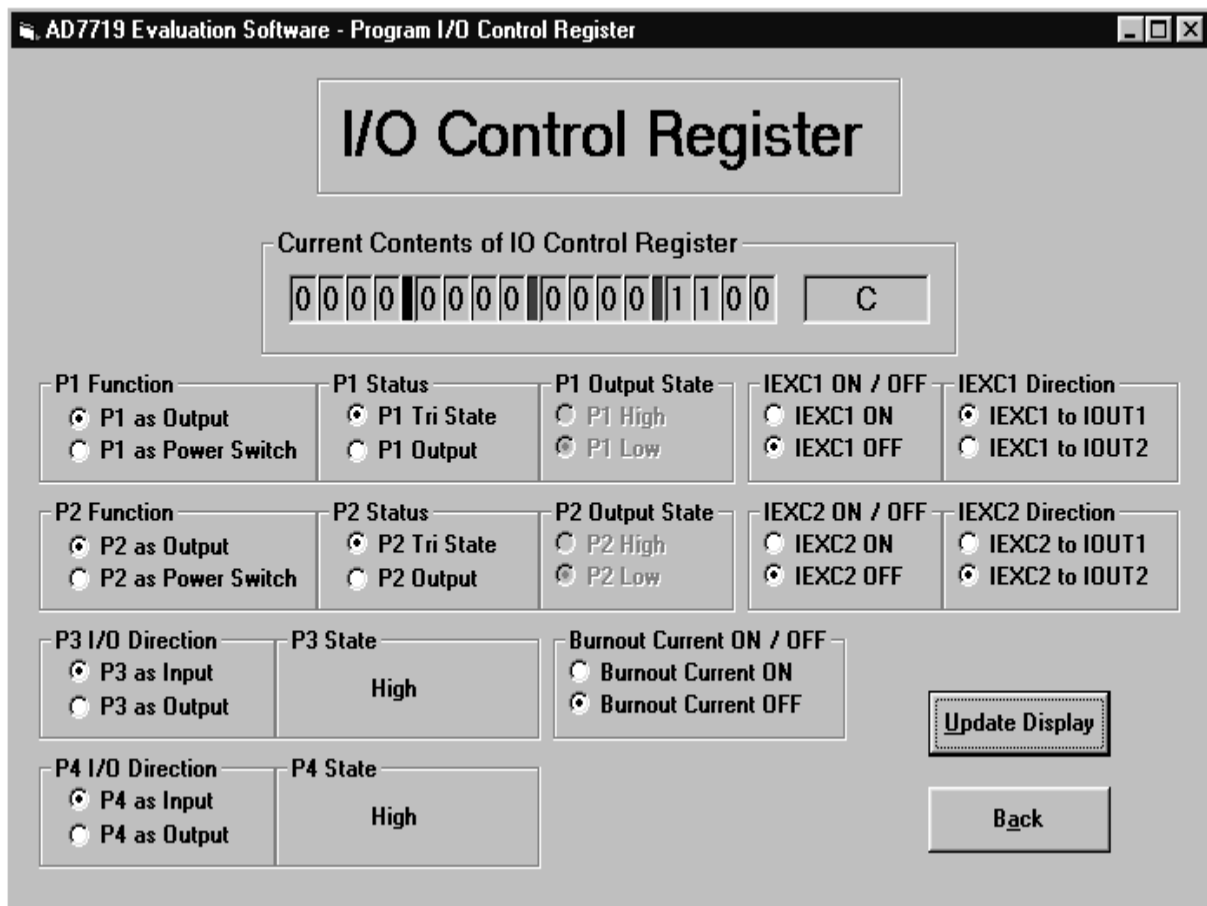 AD7719 Evaluation Software - Program I/O Control Register
I/O Control Register
Current Contents of IO Control Register
0 0 0 0 0 0 0 0 0 0 0 0 1 1 0 0 C
P1 Function P1 Status P1 Output State IEXC1 ON / OFF IEXC1 Direction
P1 as Output P1 Tri State P1 High IEXC1 ON IEXC1 to IOUT1
P1 as Power Switch P1 Output P1 Low IEXC1 OFF IEXC1 to IOUT2
P2 Function P2 Status P2 Output State IEXC2 ON / OFF IEXC2 Direction
P2 as Output P2 Tri State P2 High IEXC2 ON IEXC2 to IOUT1
P2 as Power Switch P2 Output P2 Low IEXC2 OFF IEXC2 to IOUT2
P3 I/O Direction P3 State Burnout Current ON / OFF
P3 as Input High Burnout Current ON
P3 as Output Burnout Current OFF
Update Display
P4 I/O Direction P4 State
P4 as Input High
P4 as Output
Back